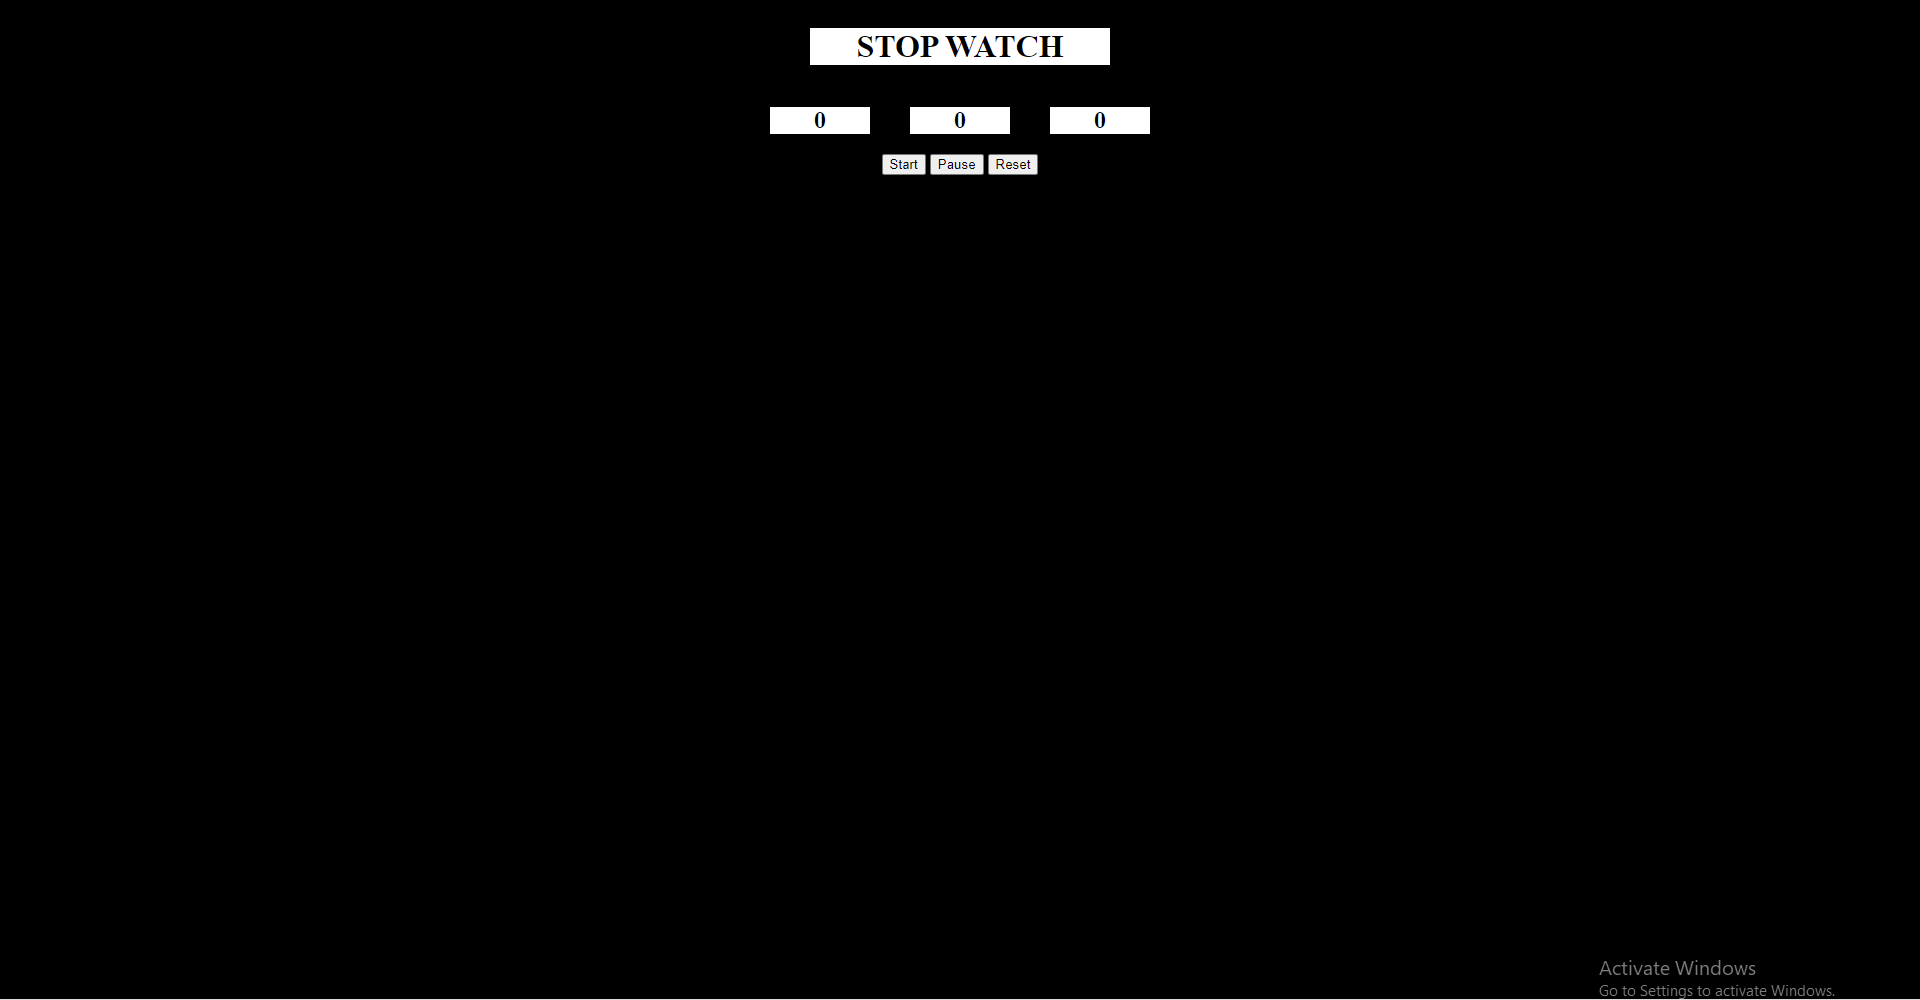 STOP WATCH
0 0 0
Start Pause Reset
Activate Windows
Go to Settings to activate Windows.